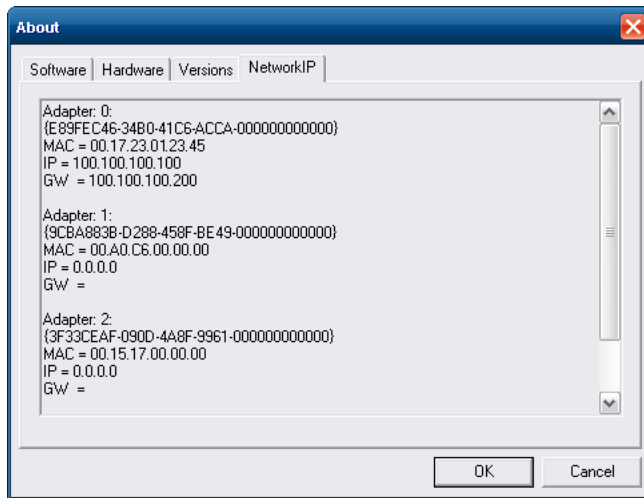 About
Software
Hardware
Versions
NetworkIP
Adapter: 0:
{E89FEC46-34B0-41C6-ACCA-000000000000}
MAC = 00.17.23.01.23.45
IP = 100.100.100.100
GW  = 100.100.100.200
Adapter: 1:
{9CBA883B-D288-458F-BE49-000000000000}
MAC = 00.A0.C6.00.00.00
IP = 0.0.0.0
GW  =
Adapter: 2:
{3F33CEAF-090D-4A8F-9961-000000000000}
MAC = 00.15.17.00.00.00
IP = 0.0.0.0
GW  =
OK
Cancel